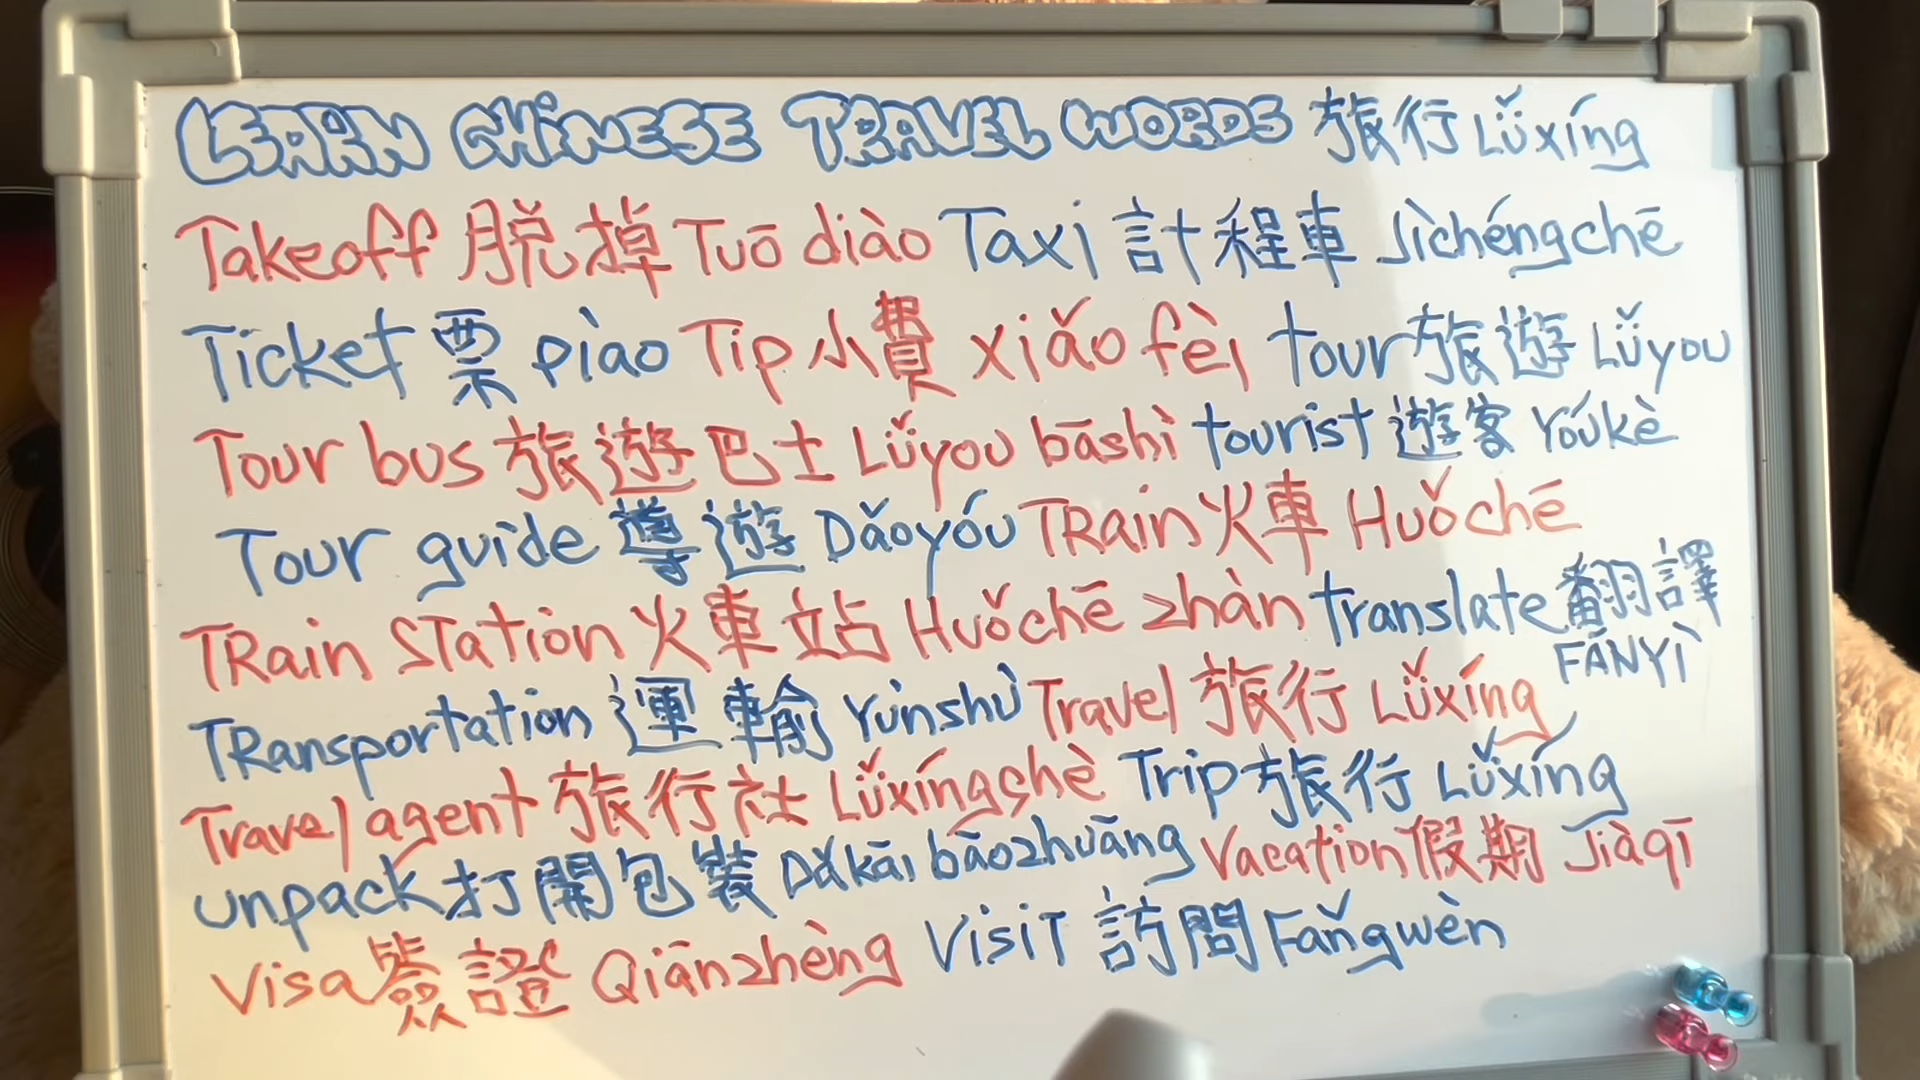 LEARN CHINESE TRAVEL WORDS 旅行 Lǚxíng
Takeoff 脫掉 Tuō diào Taxi 計程車 Jìchéngchē
Ticket 票 piào Tip 小費 xiǎo fèi tour 旅遊 Lǚyou
Tour bus 旅遊巴士 Lǚyou bāshì tourist 遊客 Yóukè
Tour guide 導遊 Dǎoyóu TRain 火車 Huǒchē
TRain STation 火車站 Huǒchē zhàn translate 翻譯
FĀNYÌ
TRansportation 運輸 Yùnshù Travel 旅行 Lǚxíng
Travel agent 旅行社 Lǚxíngshè Trip 旅行 Lǚxíng
unpack 打開包裝 Dǎkāi bāozhuāng Vacation 假期 Jiàqī
Visa 簽證 Qiānzhèng VisiT 訪問 Fǎngwèn